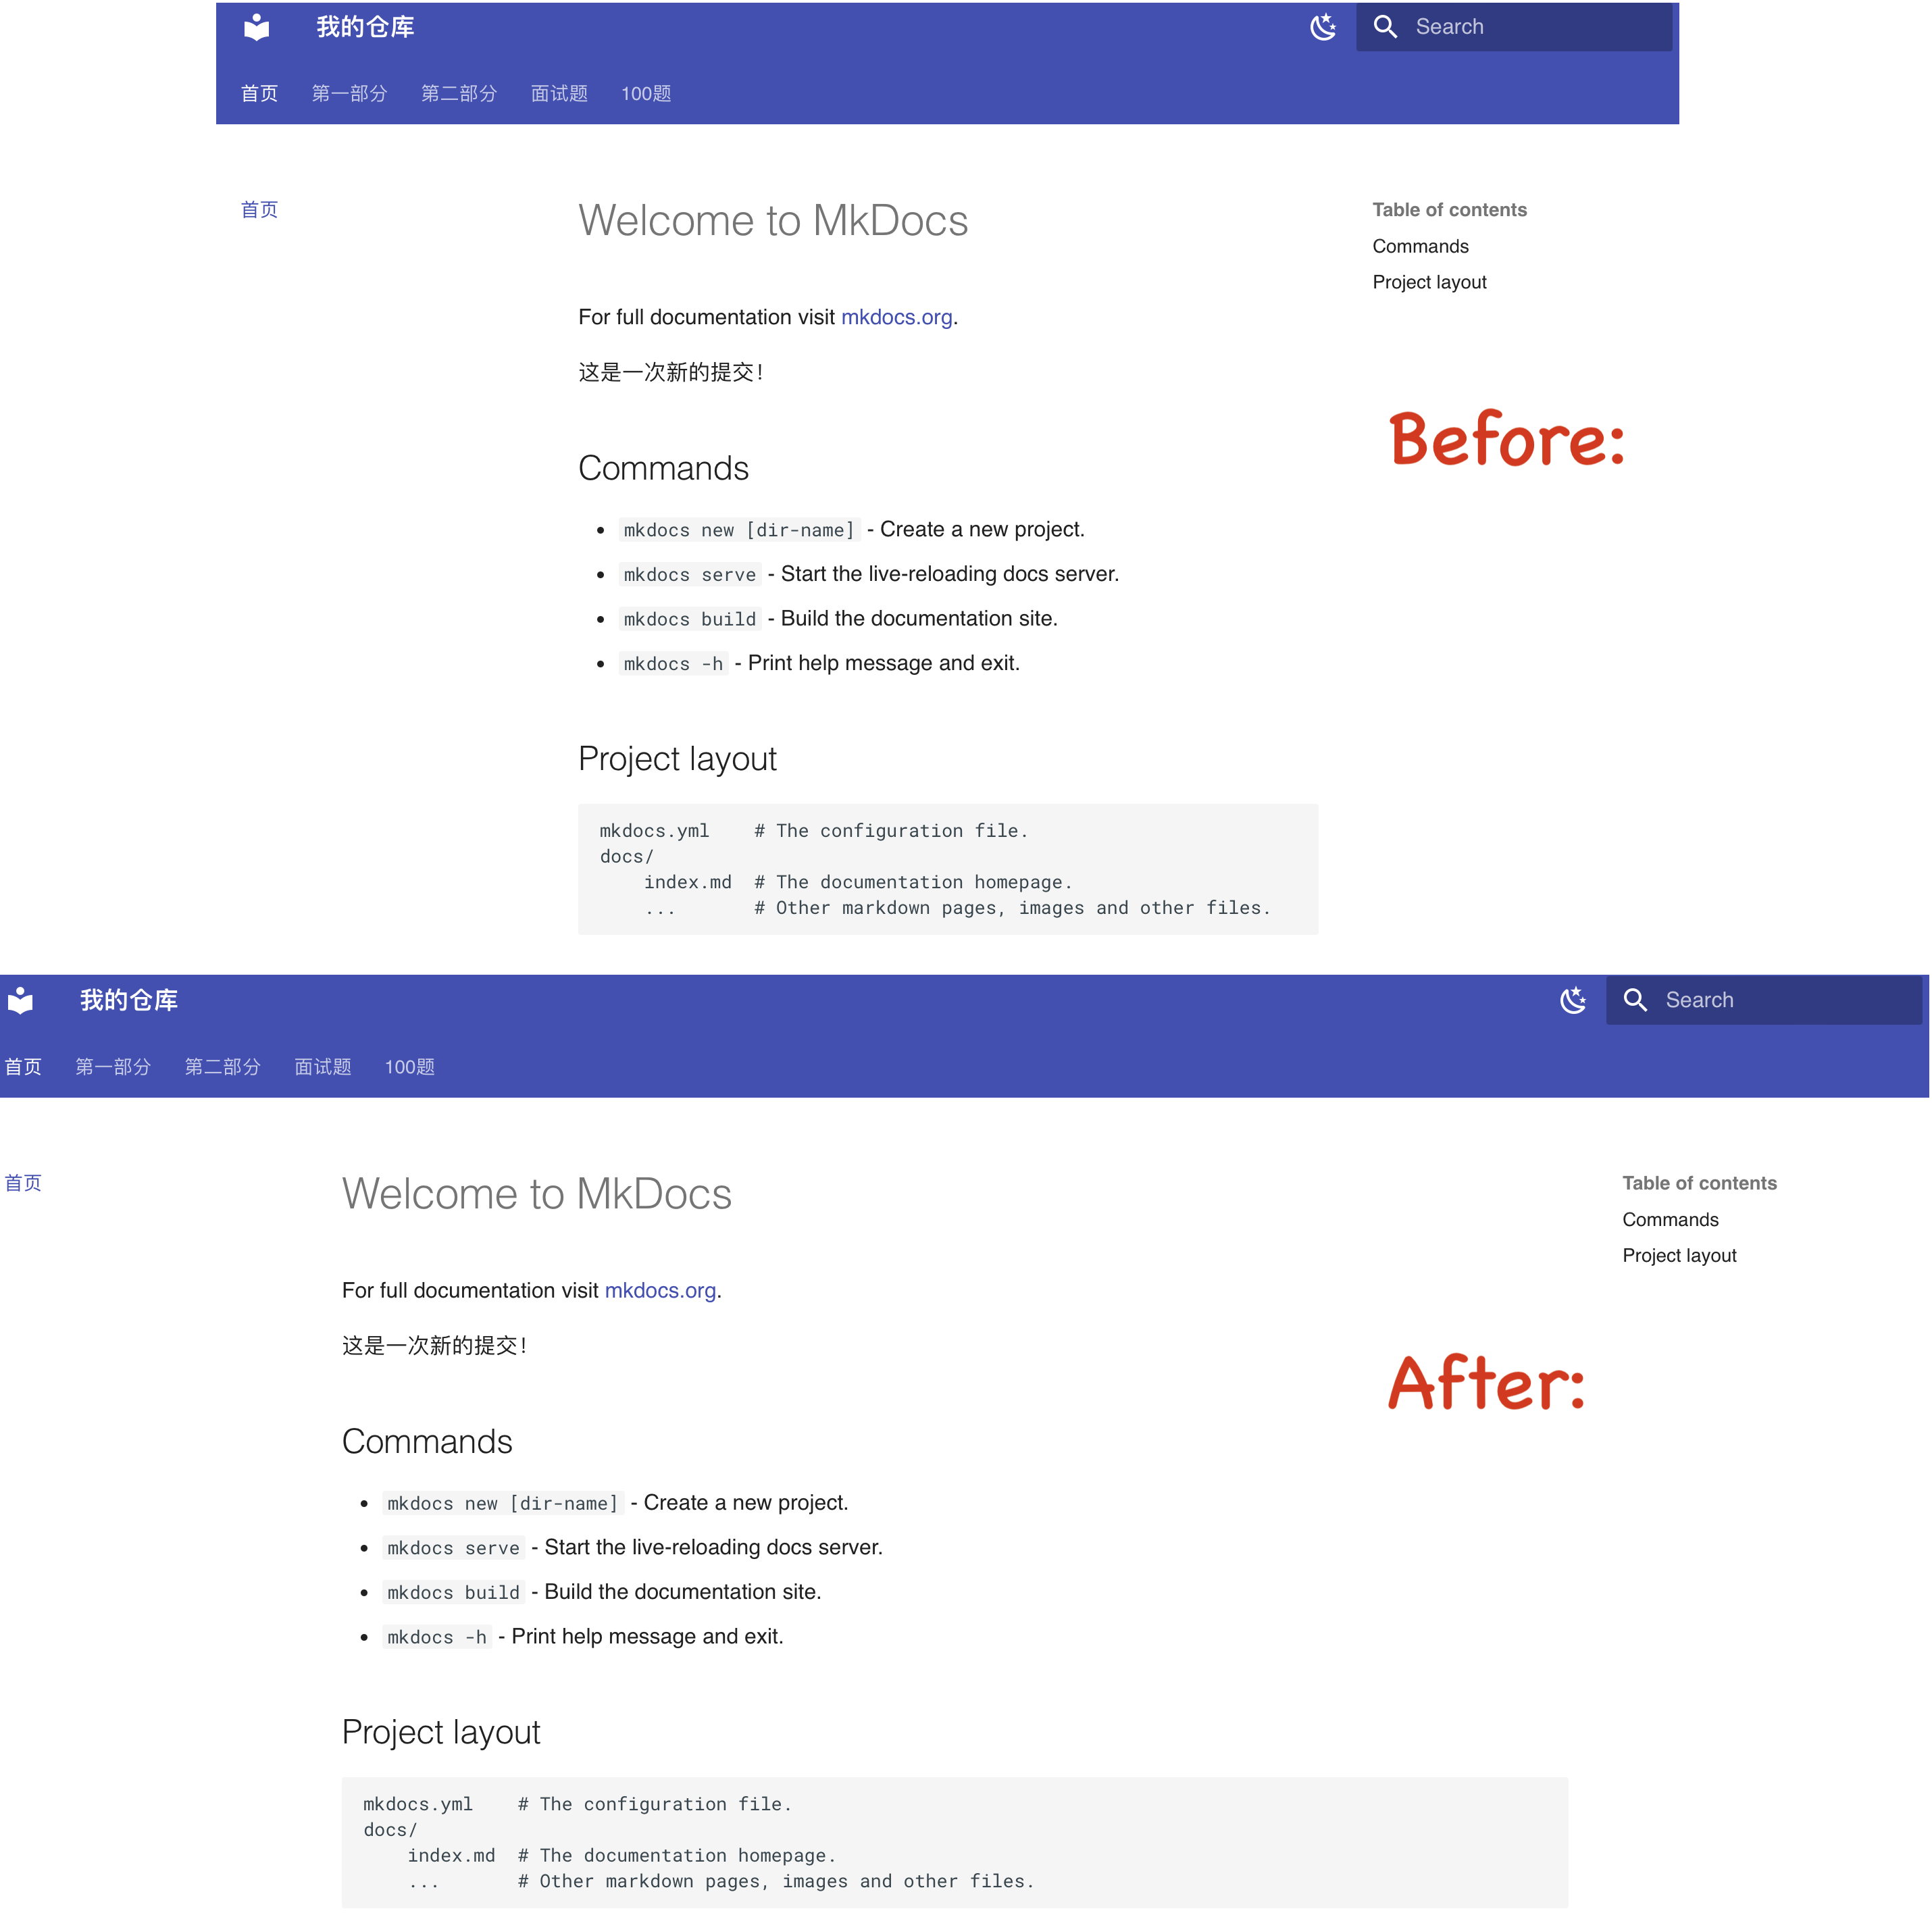 我的仓库
Search
首页 第一部分 第二部分 面试题 100题
首页
Welcome to MkDocs
For full documentation visit mkdocs.org.
这是一次新的提交！
Commands
mkdocs new [dir-name] - Create a new project.
mkdocs serve - Start the live-reloading docs server.
mkdocs build - Build the documentation site.
mkdocs -h - Print help message and exit.
Project layout
mkdocs.yml    # The configuration file.
docs/
    index.md  # The documentation homepage.
    ...       # Other markdown pages, images and other files.
Table of contents
Commands
Project layout
Before:
我的仓库
Search
首页 第一部分 第二部分 面试题 100题
首页
Welcome to MkDocs
For full documentation visit mkdocs.org.
这是一次新的提交！
Commands
mkdocs new [dir-name] - Create a new project.
mkdocs serve - Start the live-reloading docs server.
mkdocs build - Build the documentation site.
mkdocs -h - Print help message and exit.
Project layout
mkdocs.yml    # The configuration file.
docs/
    index.md  # The documentation homepage.
    ...       # Other markdown pages, images and other files.
Table of contents
Commands
Project layout
After: